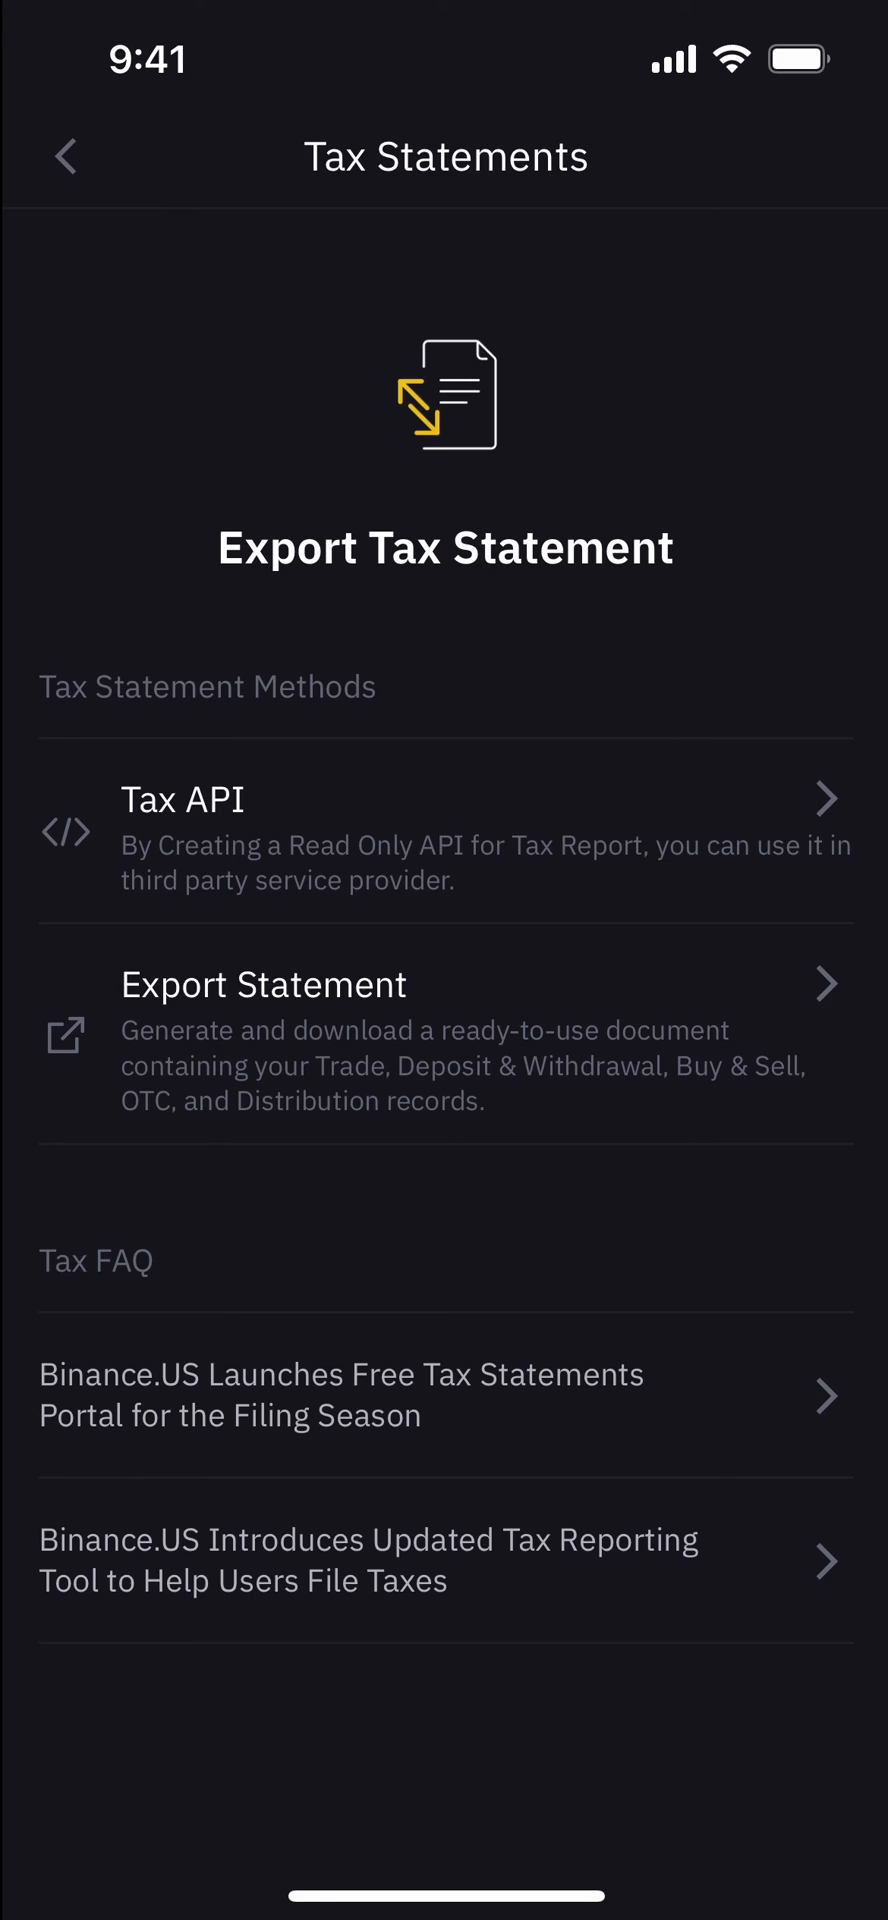 9:41
Tax Statements
Export Tax Statement
Tax Statement Methods
Tax API
By Creating a Read Only API for Tax Report, you can use it in
third party service provider.
Export Statement
Generate and download a ready-to-use document
containing your Trade, Deposit & Withdrawal, Buy & Sell,
OTC, and Distribution records.
Tax FAQ
Binance.US Launches Free Tax Statements
Portal for the Filing Season
Binance.US Introduces Updated Tax Reporting
Tool to Help Users File Taxes